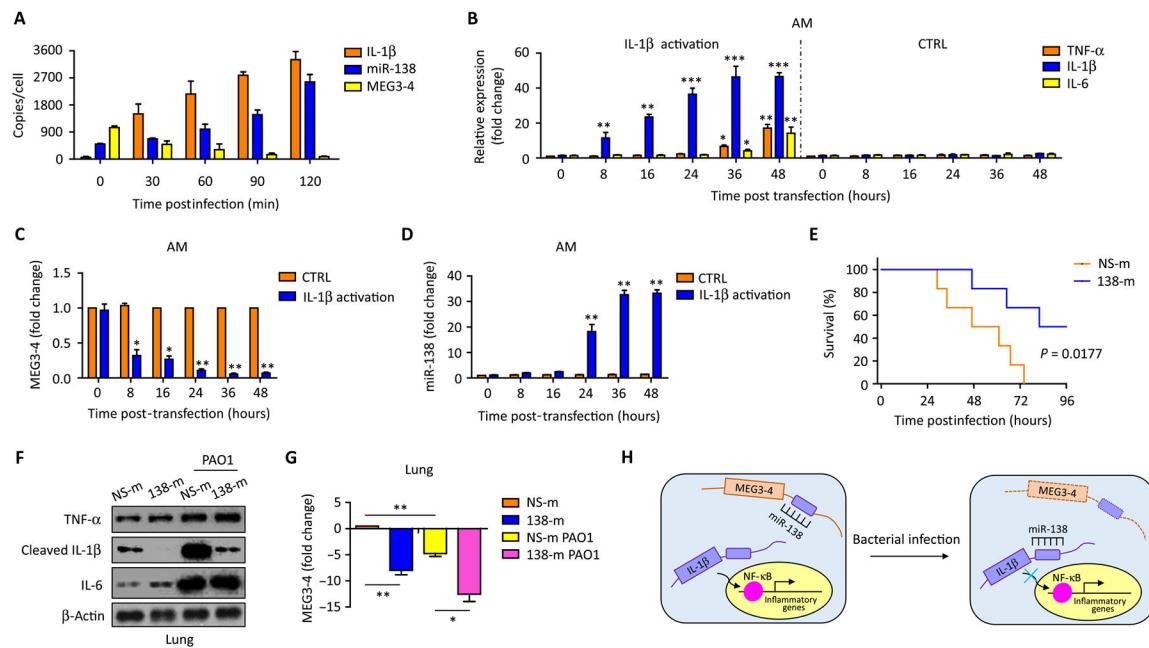 A
IL-1β
miR-138
MEG3-4
Copies/cell
3600
2700
1800
900
0
0 30 60 90 120
Time postinfection (min)
B
AM
IL-1β activation
CTRL
TNF-α
IL-1β
IL-6
Relative expression
(fold change)
60
40
20
0
** ** *** * *** * ** *** **
0 8 16 24 36 48 0 8 16 24 36 48
Time post transfection (hours)
C
AM
CTRL
IL-1β activation
MEG3-4 (fold change)
1.5
1.0
0.5
0.0
* * ** ** **
0 8 16 24 36 48
Time post-transfection (hours)
D
AM
CTRL
IL-1β activation
miR-138 (fold change)
40
30
20
10
0
** ** **
0 8 16 24 36 48
Time post-transfection (hours)
E
NS-m
138-m
Survival (%)
100
80
60
40
20
0
P = 0.0177
0 24 48 72 96
Time postinfection (hours)
F
PAO1
NS-m 138-m NS-m 138-m
TNF-α
Cleaved IL-1β
IL-6
β-Actin
Lung
G
Lung
NS-m
138-m
NS-m PAO1
138-m PAO1
MEG3-4 (fold change)
5
0
−5
−10
−15
**
**
*
H
MEG3-4
miR-138
IL-1β
NF-κB
Inflammatory
genes
Bacterial infection
MEG3-4
miR-138
IL-1β
NF-κB
Inflammatory
genes